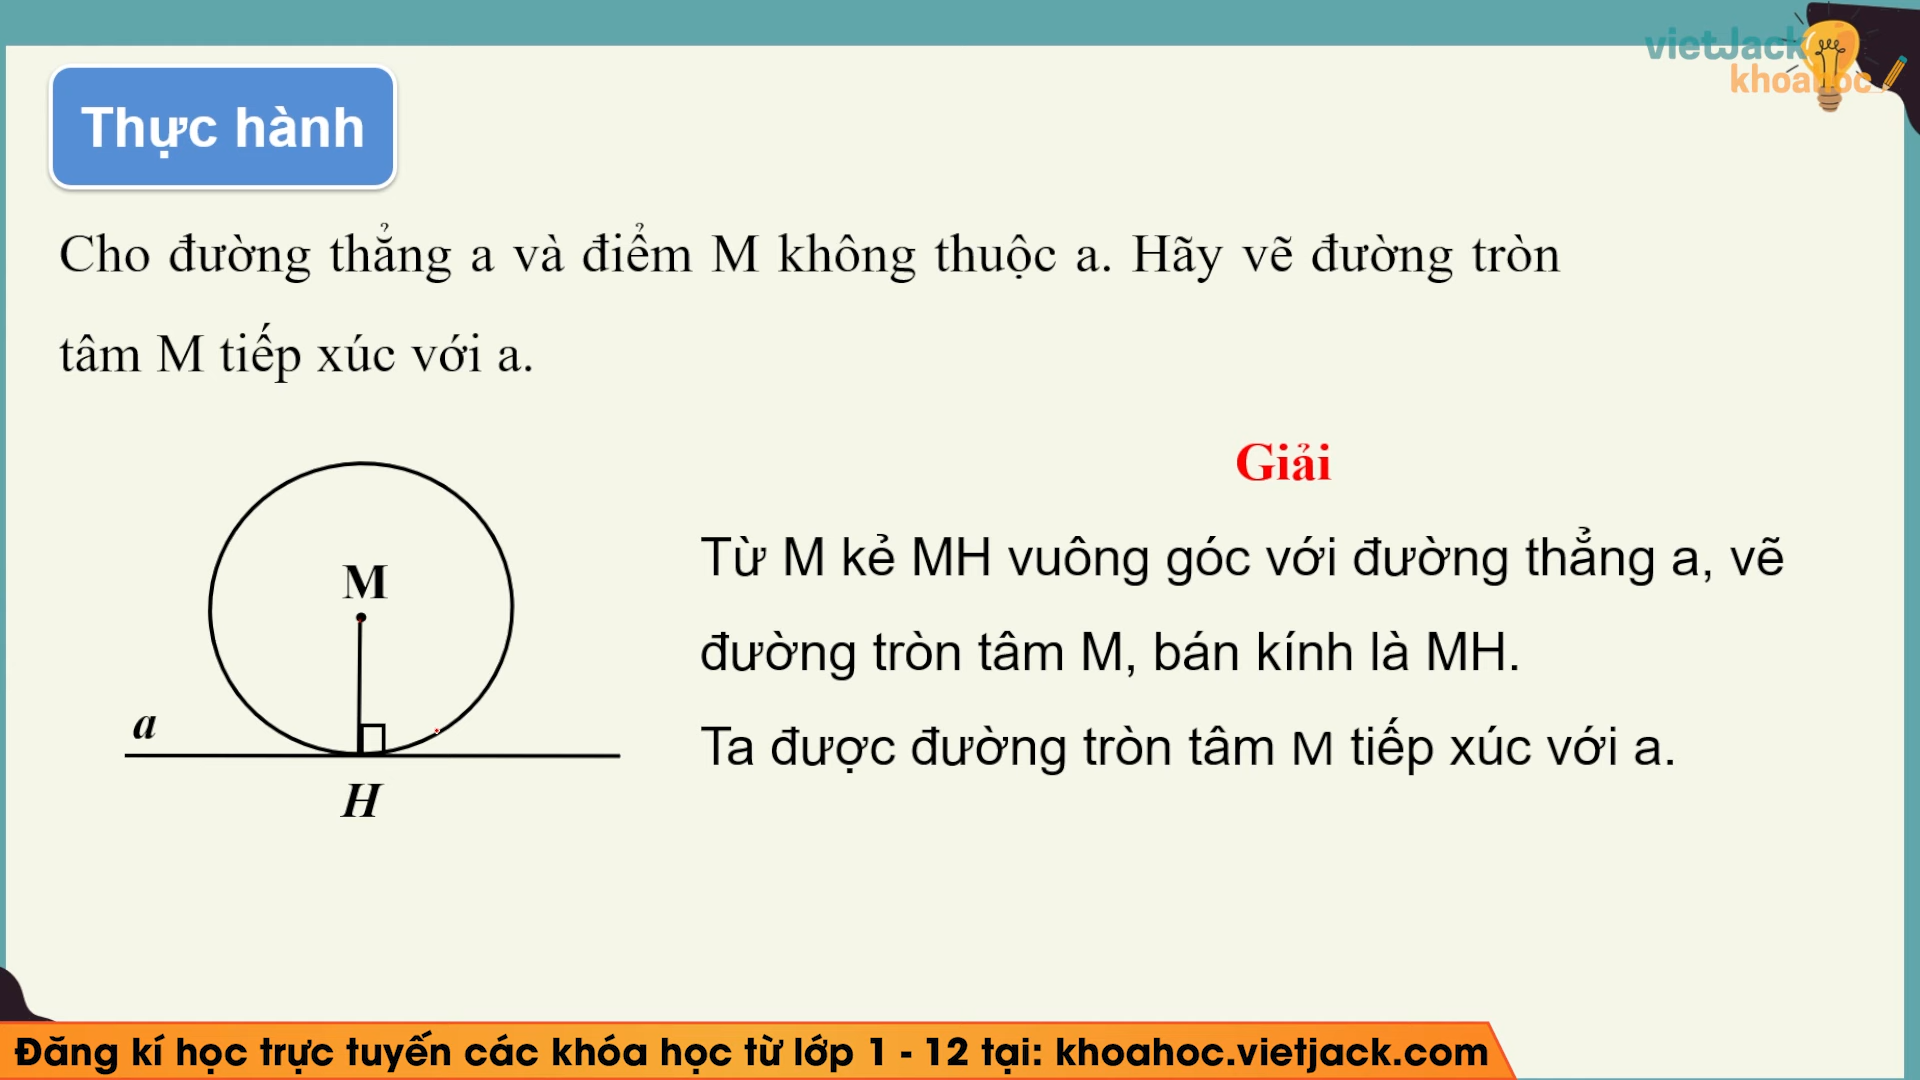 vietJack
khoahoc
Thực hành
Cho đường thẳng a và điểm M không thuộc a. Hãy vẽ đường tròn
tâm M tiếp xúc với a.
Giải
M
Từ M kẻ MH vuông góc với đường thẳng a, vẽ
đường tròn tâm M, bán kính là MH.
a
Ta được đường tròn tâm M tiếp xúc với a.
H
Đăng kí học trực tuyến các khóa học từ lớp 1 - 12 tại: khoahoc.vietjack.com